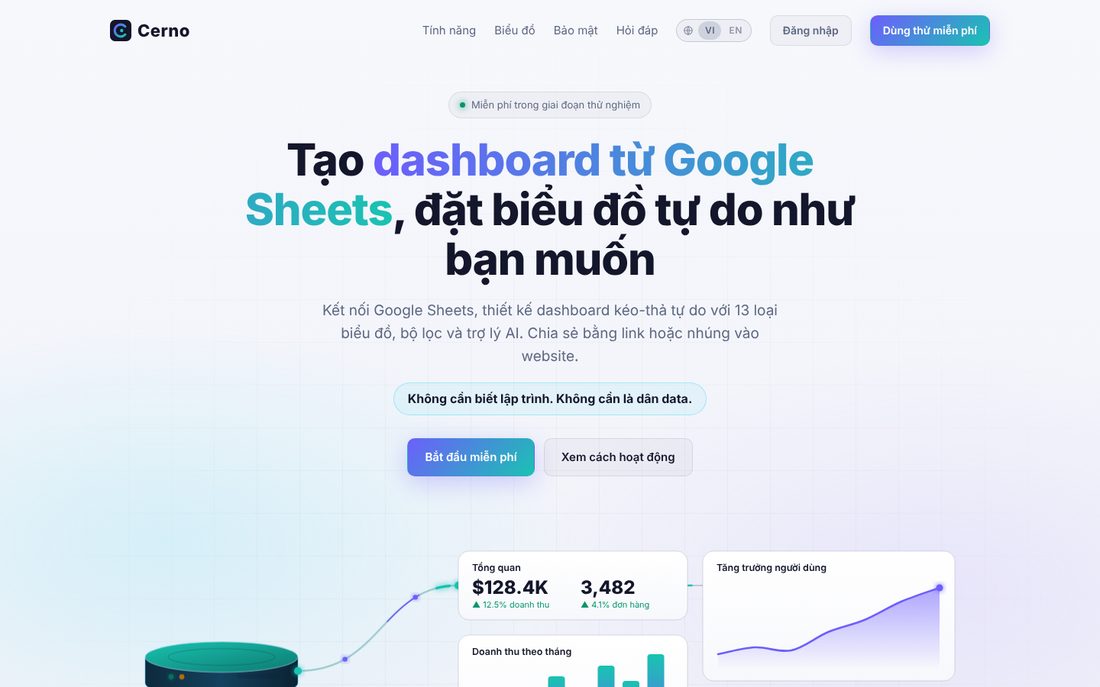 Cerno
Tính năng
Biểu đồ
Bảo mật
Hỏi đáp
VI
EN
Đăng nhập
Dùng thử miễn phí
Miễn phí trong giai đoạn thử nghiệm
Tạo dashboard từ Google
Sheets, đặt biểu đồ tự do như
bạn muốn
Kết nối Google Sheets, thiết kế dashboard kéo-thả tự do với 13 loại
biểu đồ, bộ lọc và trợ lý AI. Chia sẻ bằng link hoặc nhúng vào
website.
Không cần biết lập trình. Không cần là dân data.
Bắt đầu miễn phí
Xem cách hoạt động
Tổng quan
$128.4K
3,482
▲ 12.5% doanh thu
▲ 4.1% đơn hàng
Tăng trưởng người dùng
Doanh thu theo tháng